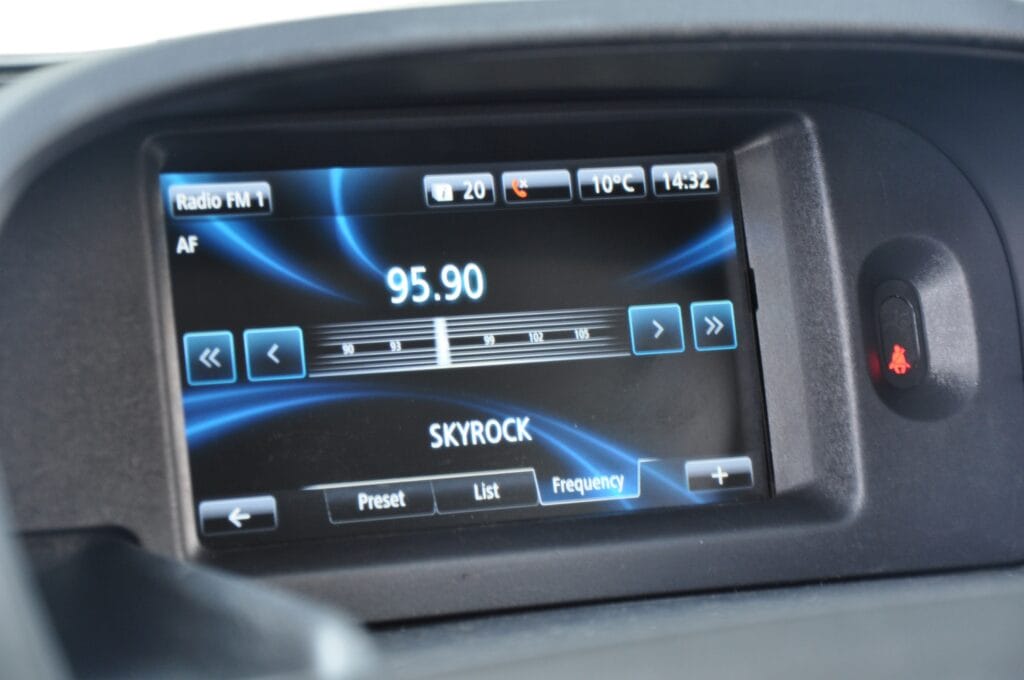 Radio FM 1
20
10°C
14:32
AF
95.90
90 93 99 102 105
SKYROCK
Preset
List
Frequency